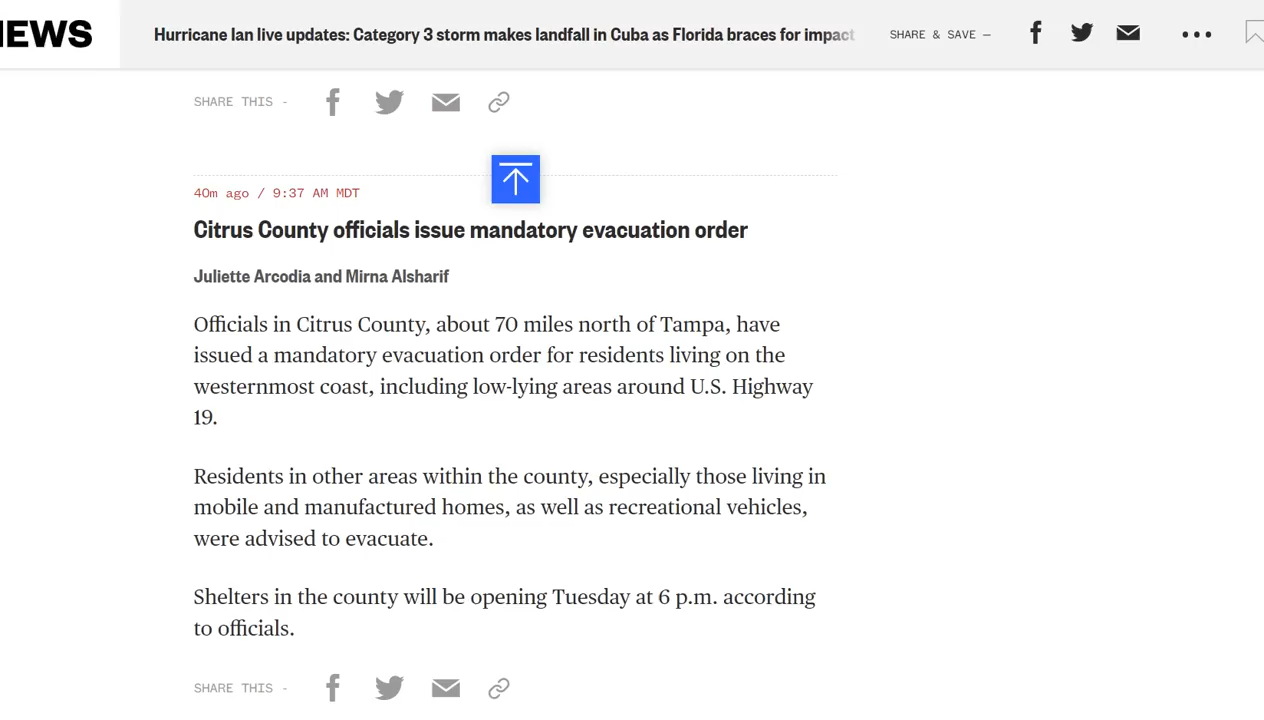 NEWS
Hurricane Ian live updates: Category 3 storm makes landfall in Cuba as Florida braces for impact
SHARE & SAVE —
SHARE THIS -
40m ago / 9:37 AM MDT
Citrus County officials issue mandatory evacuation order
Juliette Arcodia and Mirna Alsharif
Officials in Citrus County, about 70 miles north of Tampa, have
issued a mandatory evacuation order for residents living on the
westernmost coast, including low-lying areas around U.S. Highway
19.
Residents in other areas within the county, especially those living in
mobile and manufactured homes, as well as recreational vehicles,
were advised to evacuate.
Shelters in the county will be opening Tuesday at 6 p.m. according
to officials.
SHARE THIS -